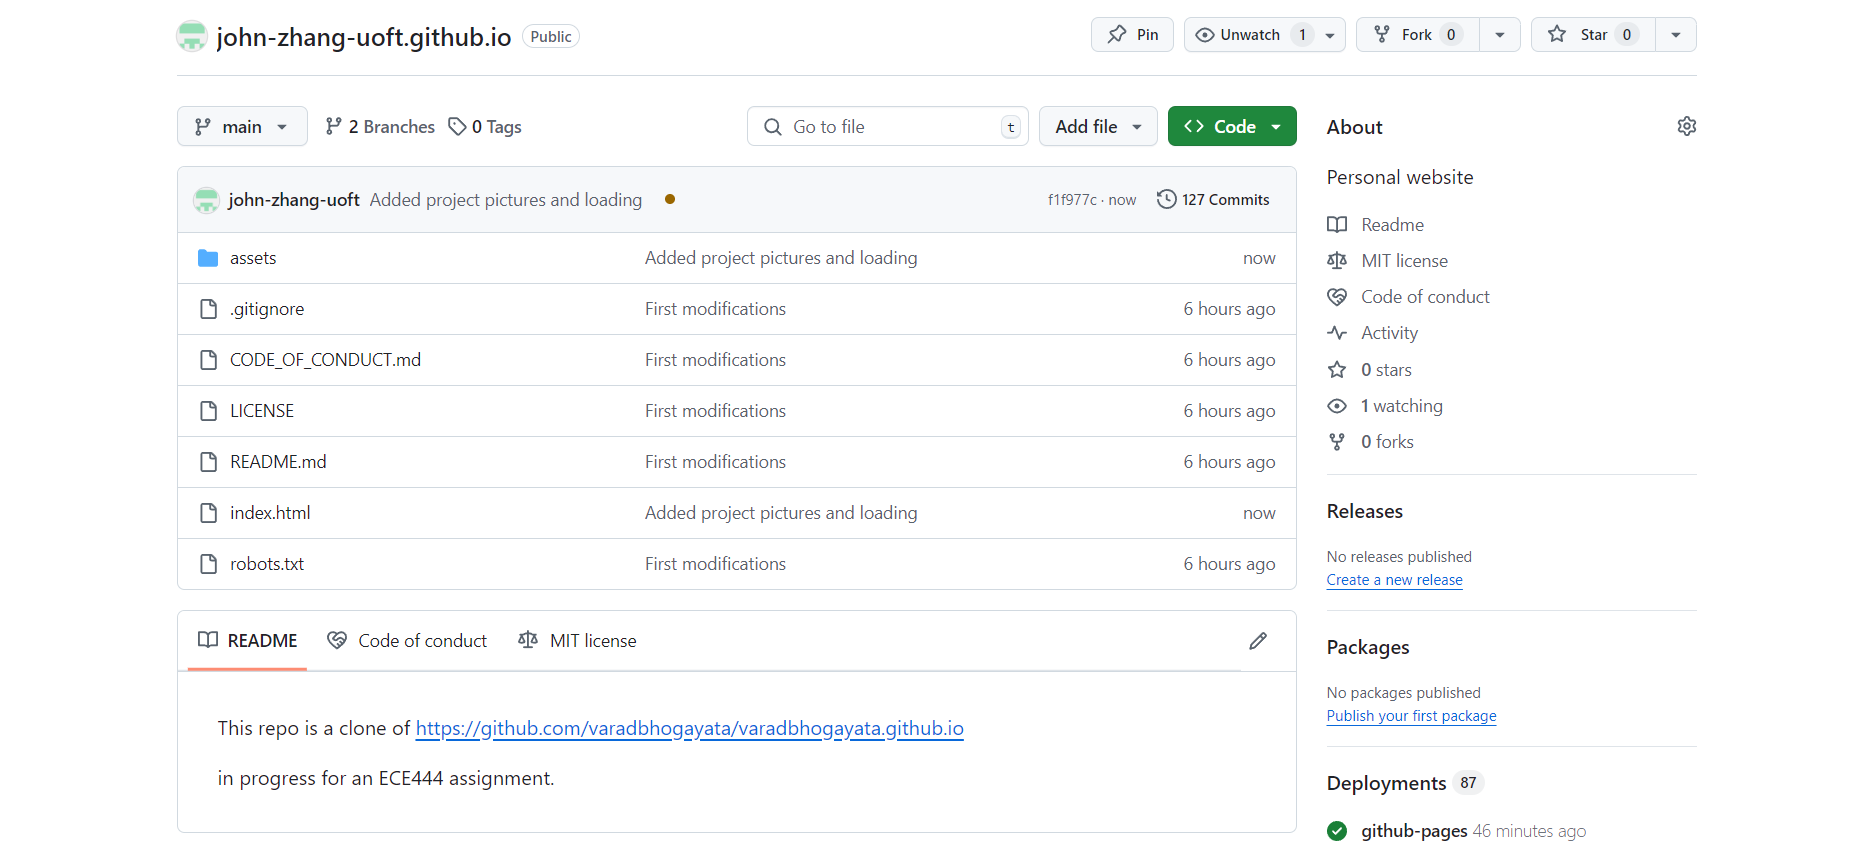 john-zhang-uoft.github.io Public Pin Unwatch 1 Fork 0 Star 0
main 2 Branches 0 Tags Go to file t Add file Code
john-zhang-uoft Added project pictures and loading f1f977c · now 127 Commits
assets Added project pictures and loading now
.gitignore First modifications 6 hours ago
CODE_OF_CONDUCT.md First modifications 6 hours ago
LICENSE First modifications 6 hours ago
README.md First modifications 6 hours ago
index.html Added project pictures and loading now
robots.txt First modifications 6 hours ago
README Code of conduct MIT license
This repo is a clone of https://github.com/varadbhogayata/varadbhogayata.github.io
in progress for an ECE444 assignment.
About
Personal website
Readme
MIT license
Code of conduct
Activity
0 stars
1 watching
0 forks
Releases
No releases published
Create a new release
Packages
No packages published
Publish your first package
Deployments 87
github-pages 46 minutes ago